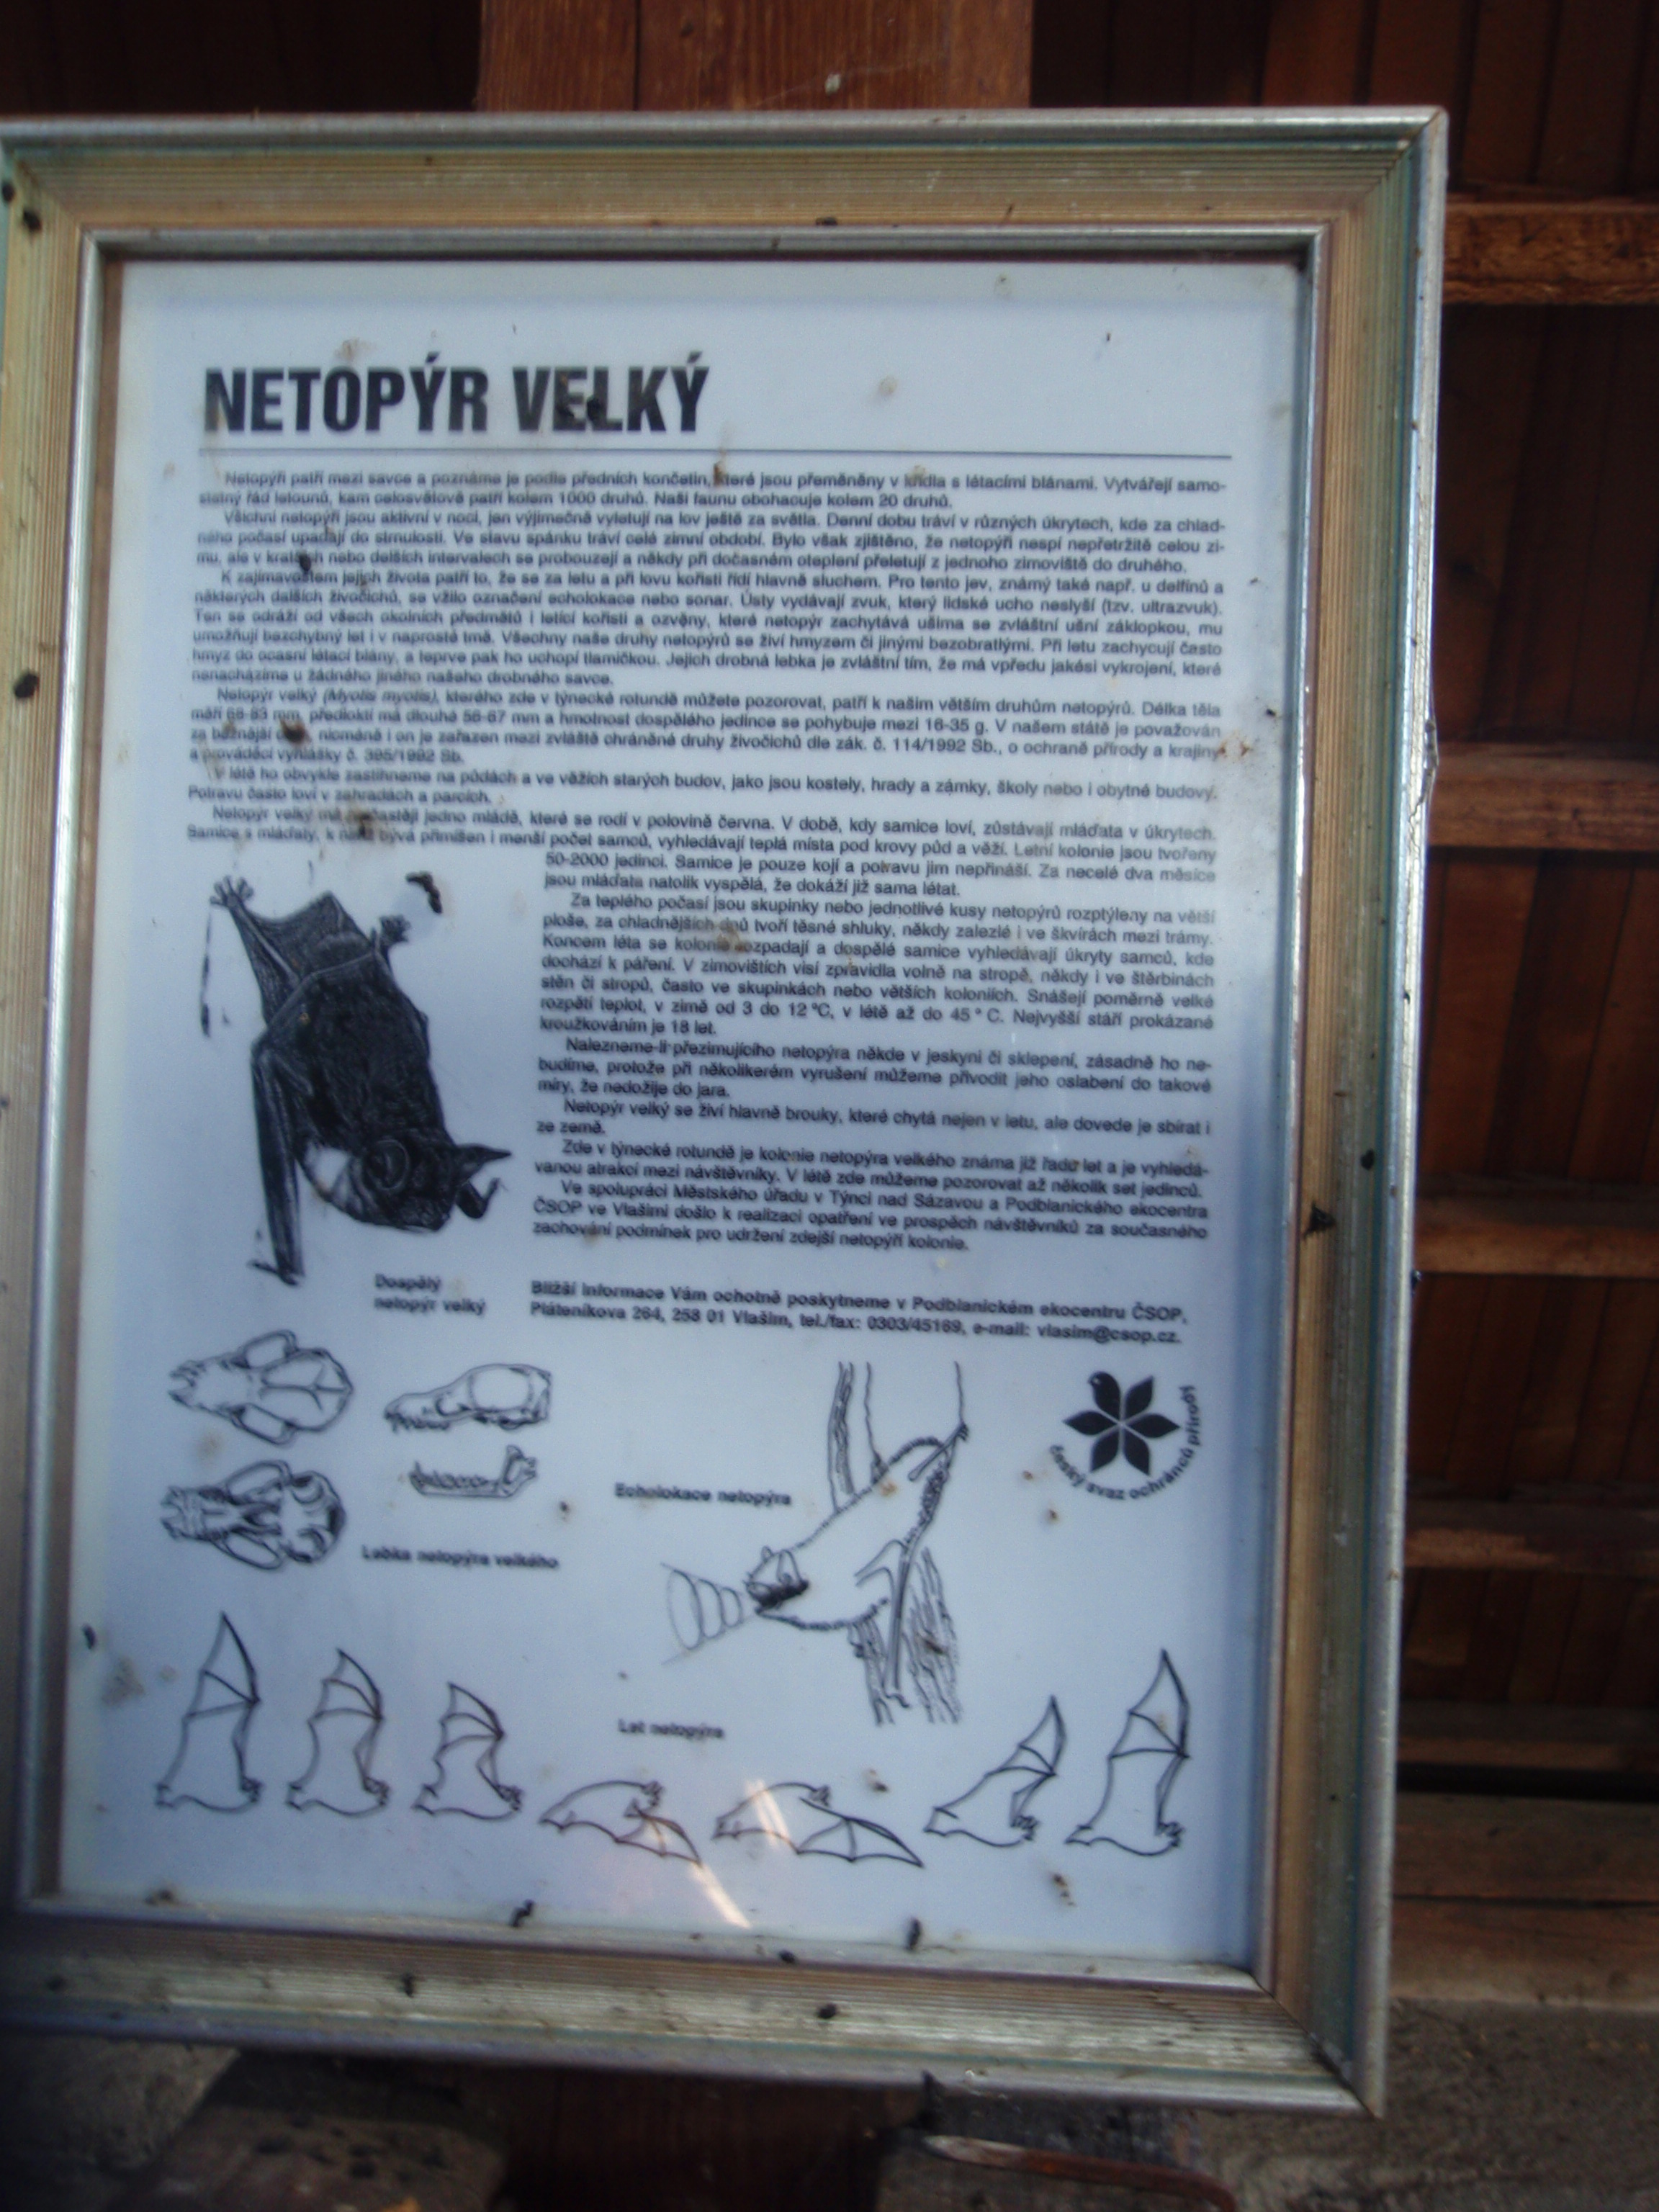 NETOPÝR VELKÝ
Netopýři patří mezi savce a poznáme je podle předních končetin, které jsou přeměněny v křídla s létacími blánami. Vytvářejí samo-
statný řád letounů, kam celosvětově patří kolem 1000 druhů. Naši faunu obohacuje kolem 20 druhů.
Všichni netopýři jsou aktivní v noci, jen výjimečně vyletují na lov ještě za světla. Denní dobu tráví v různých úkrytech, kde za chlad-
ného počasí upadají do strnulosti. Ve stavu spánku tráví celé zimní období. Bylo však zjištěno, že netopýři nespí nepřetržitě celou zi-
mu, ale v kratších nebo delších intervalech se probouzejí a někdy při dočasném oteplení přeletují z jednoho zimoviště do druhého.
K zajímavostem jejich života patří to, že se za letu a při lovu kořisti řídí hlavně sluchem. Pro tento jev, známý také např. u delfínů a
některých dalších živočichů, se vžilo označení echolokace nebo sonar. Ústy vydávají zvuk, který lidské ucho neslyší (tzv. ultrazvuk).
Ten se odráží od všech okolních předmětů i letící kořisti a ozvěny, které netopýr zachytává ušima se zvláštní ušní záklopkou, mu
umožňují bezchybný let i v naprosté tmě. Všechny naše druhy netopýrů se živí hmyzem či jinými bezobratlými. Při letu zachycují často
hmyz do ocasní létací blány, a teprve pak ho uchopí tlamičkou. Jejich drobná lebka je zvláštní tím, že má vpředu jakési vykrojení, které
nenacházíme u žádného jiného našeho drobného savce.
Netopýr velký (Myotis myotis), kterého zde v týnecké rotundě můžete pozorovat, patří k našim větším druhům netopýrů. Délka těla
měří 68-83 mm, předloktí má dlouhé 56-67 mm a hmotnost dospělého jedince se pohybuje mezi 16-35 g. V našem státě je považován
za běžnější druh, nicméně i on je zařazen mezi zvláště chráněné druhy živočichů dle zák. č. 114/1992 Sb., o ochraně přírody a krajiny
a prováděcí vyhlášky č. 395/1992 Sb.
V létě ho obvykle zastihneme na půdách a ve věžích starých budov, jako jsou kostely, hrady a zámky, školy nebo i obytné budovy.
Potravu často loví v zahradách a parcích.
Netopýr velký má nejčastěji jedno mládě, které se rodí v polovině června. V době, kdy samice loví, zůstávají mláďata v úkrytech.
Samice s mláďaty, k nimž bývá přimíšen i menší počet samců, vyhledávají teplá místa pod krovy půd a věží. Letní kolonie jsou tvořeny
50-2000 jedinci. Samice je pouze kojí a potravu jim nepřináší. Za necelé dva měsíce
jsou mláďata natolik vyspělá, že dokáží již sama létat.
Za teplého počasí jsou skupinky nebo jednotlivé kusy netopýrů rozptýleny na větší
ploše, za chladnějších dnů tvoří těsné shluky, někdy zalezlé i ve škvírách mezi trámy.
Koncem léta se kolonie rozpadají a dospělé samice vyhledávají úkryty samců, kde
dochází k páření. V zimovištích visí zpravidla volně na stropě, někdy i ve štěrbinách
stěn či stropů, často ve skupinkách nebo větších koloniích. Snášejí poměrně velké
rozpětí teplot, v zimě od 3 do 12 °C, v létě až do 45 ° C. Nejvyšší stáří prokázané
kroužkováním je 18 let.
Nalezneme-li přezimujícího netopýra někde v jeskyni či sklepení, zásadně ho ne-
budíme, protože při několikerém vyrušení můžeme přivodit jeho oslabení do takové
míry, že nedožije do jara.
Netopýr velký se živí hlavně brouky, které chytá nejen v letu, ale dovede je sbírat i
ze země.
Zde v týnecké rotundě je kolonie netopýra velkého známa již řadu let a je vyhledá-
vanou atrakcí mezi návštěvníky. V létě zde můžeme pozorovat až několik set jedinců.
Ve spolupráci Městského úřadu v Týnci nad Sázavou a Podblanického ekocentra
ČSOP ve Vlašimi došlo k realizaci opatření ve prospěch návštěvníků za současného
zachování podmínek pro udržení zdejší netopýří kolonie.
Dospělý
netopýr velký
Bližší informace Vám ochotně poskytneme v Podblanickém ekocentru ČSOP,
Pláteníkova 264, 258 01 Vlašim, tel./fax: 0303/45169, e-mail: vlasim@csop.cz.
český svaz ochránců přírody
Echolokace netopýra
Lebka netopýra velkého
Let netopýra